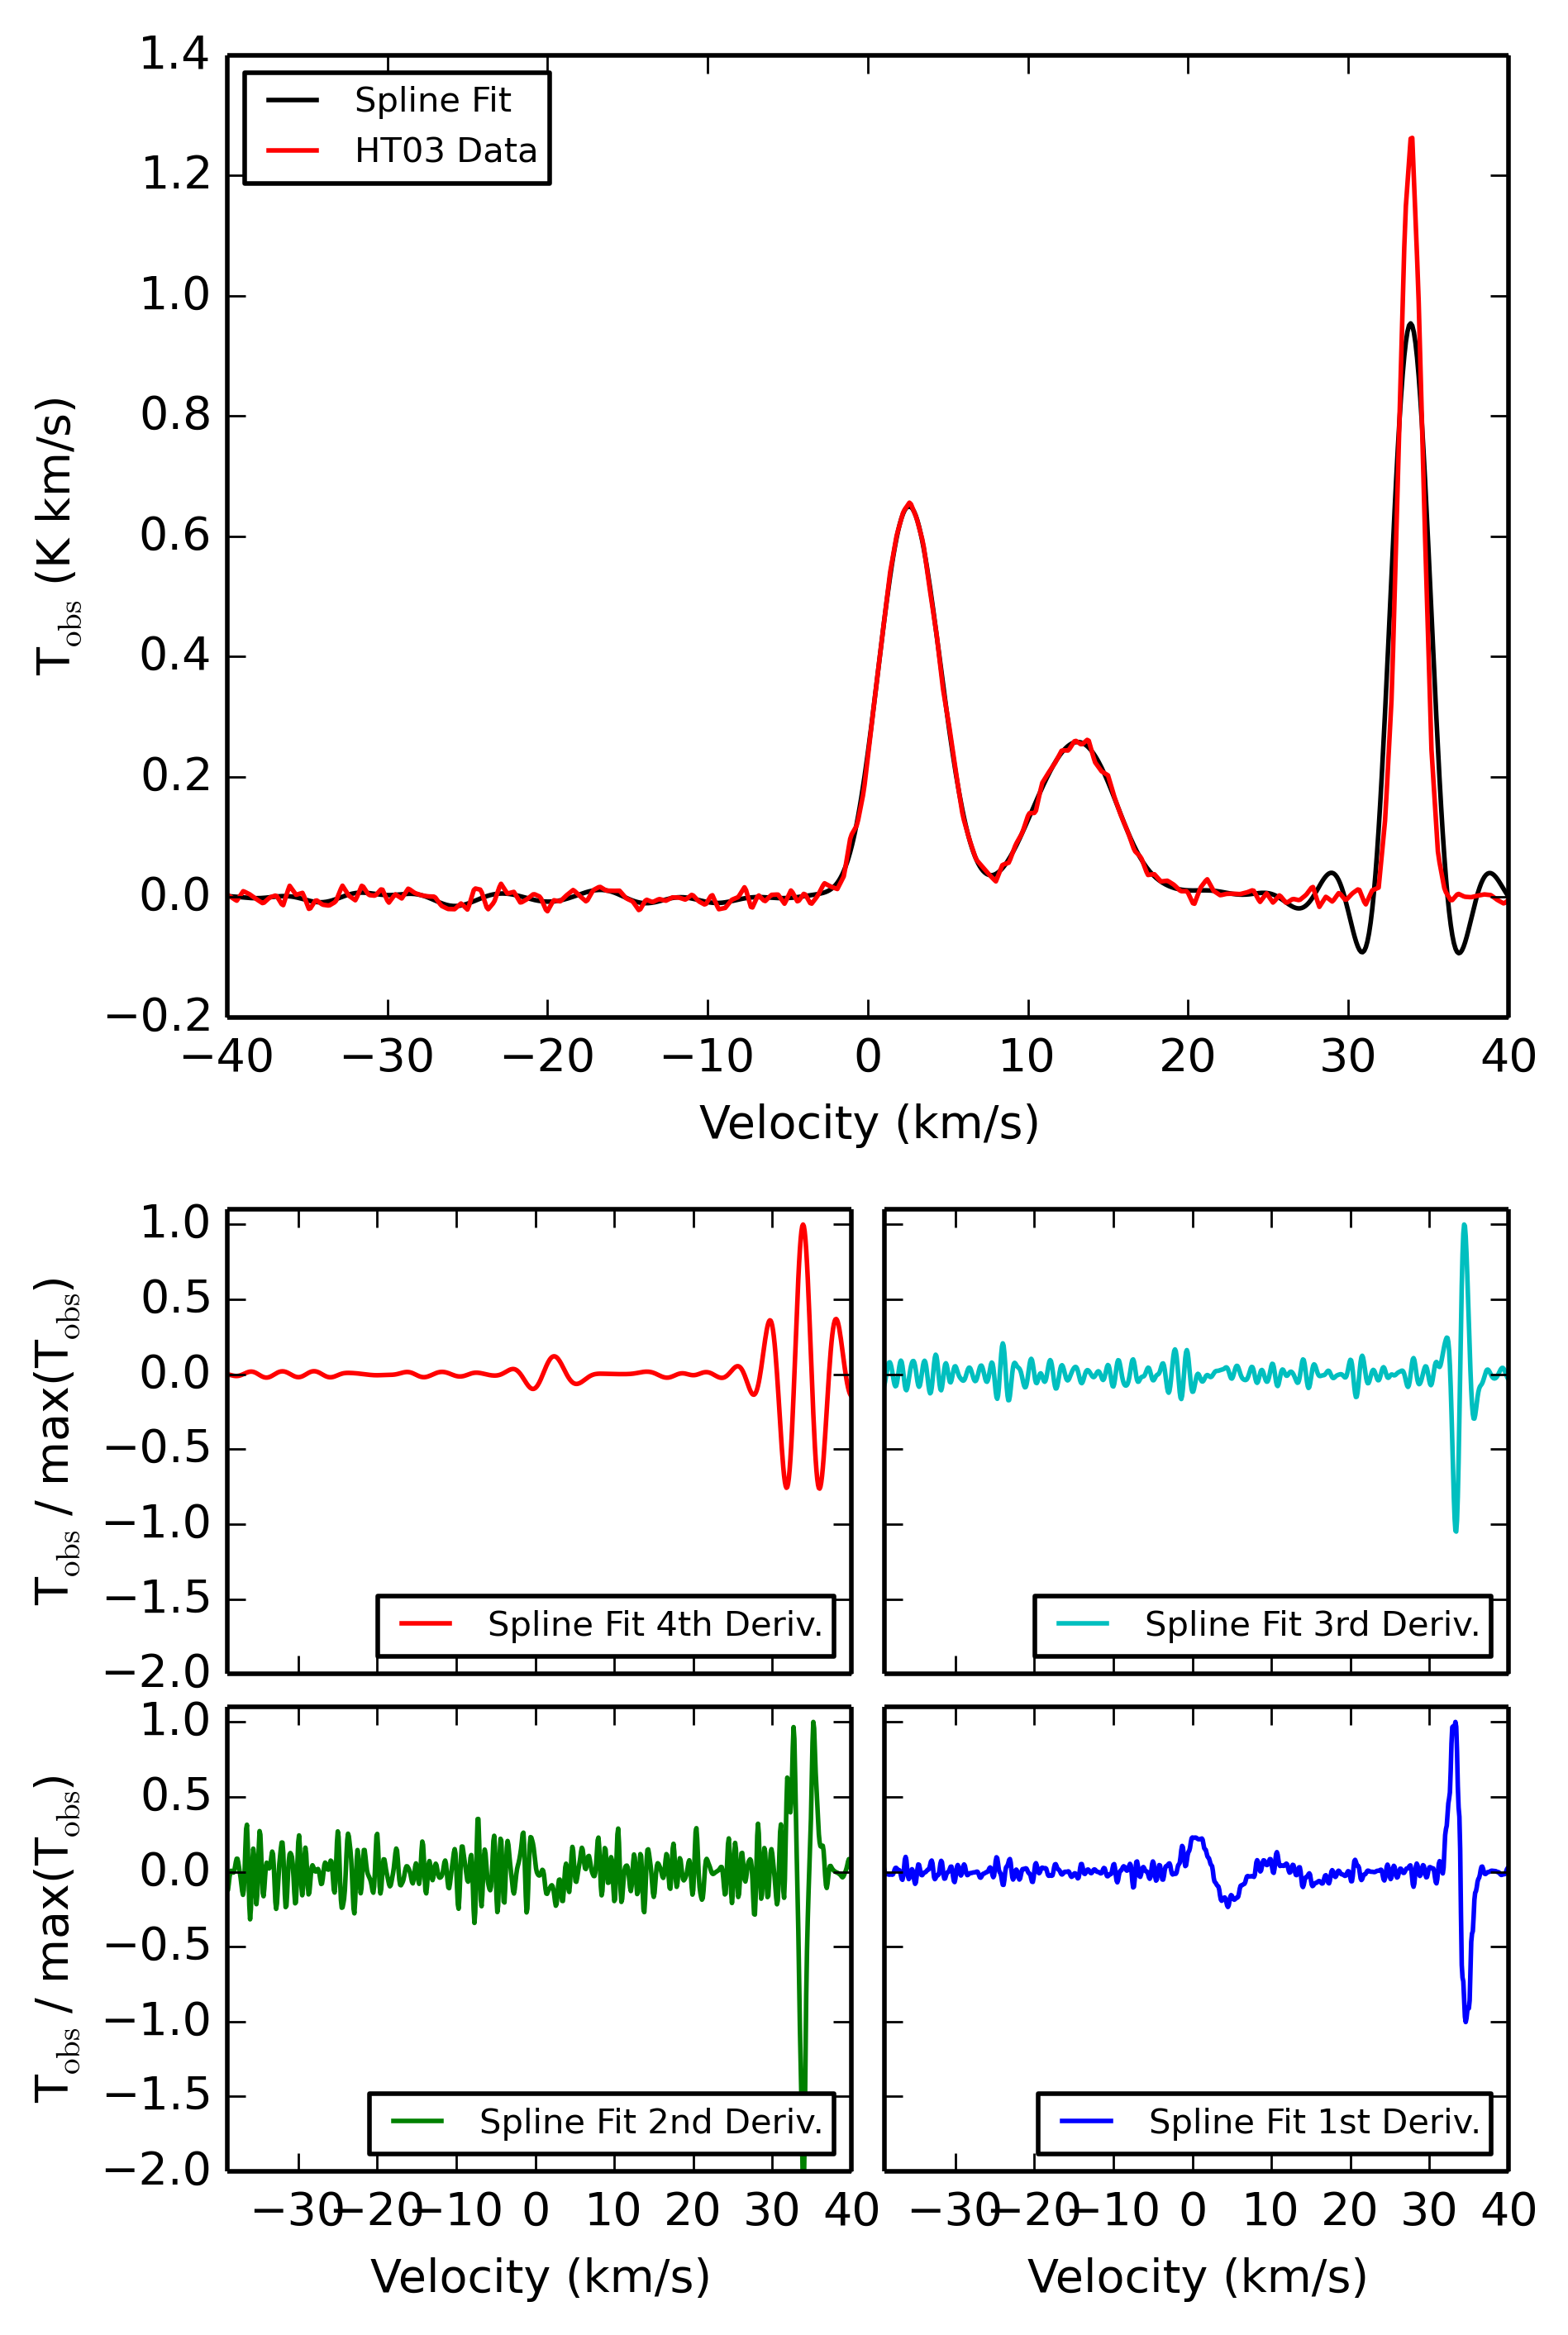 1.4
Spline Fit
HT03 Data
1.2
1.0
0.8
0.6
0.4
0.2
0.0
−0.2
T_obs (K km/s)
−40 −30 −20 −10 0 10 20 30 40
Velocity (km/s)
1.0
0.5
0.0
−0.5
−1.0
−1.5
−2.0
T_obs / max(T_obs)
Spline Fit 4th Deriv.
Spline Fit 3rd Deriv.
1.0
0.5
0.0
−0.5
−1.0
−1.5
−2.0
T_obs / max(T_obs)
Spline Fit 2nd Deriv.
Spline Fit 1st Deriv.
−30 −20 −10 0 10 20 30 40
−30 −20 −10 0 10 20 30 40
Velocity (km/s)
Velocity (km/s)